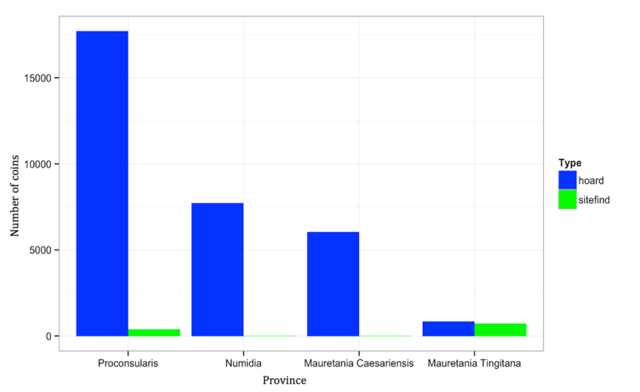 Number of coins
15000
10000
5000
0
Proconsularis
Numidia
Mauretania Caesariensis
Mauretania Tingitana
Province
Type
hoard
sitefind